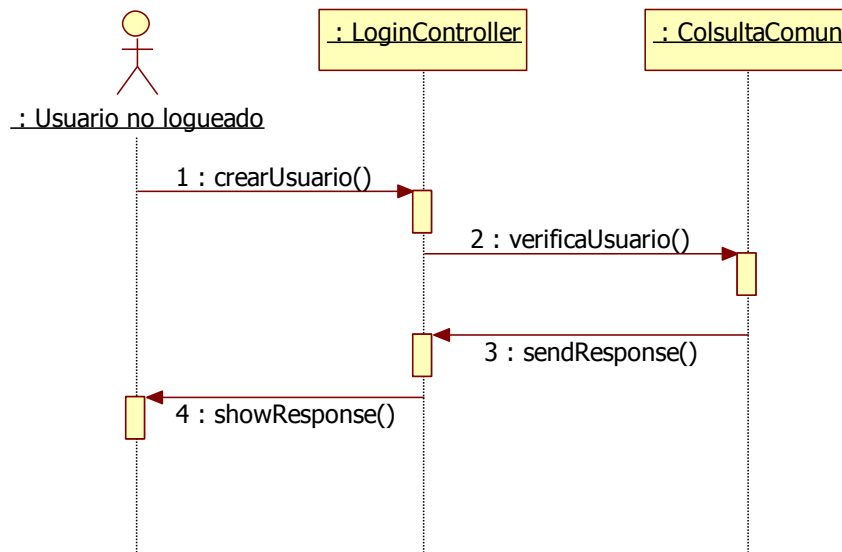 : LoginController
: ColsultaComun
: Usuario no logueado
1 : crearUsuario()
2 : verificaUsuario()
3 : sendResponse()
4 : showResponse()